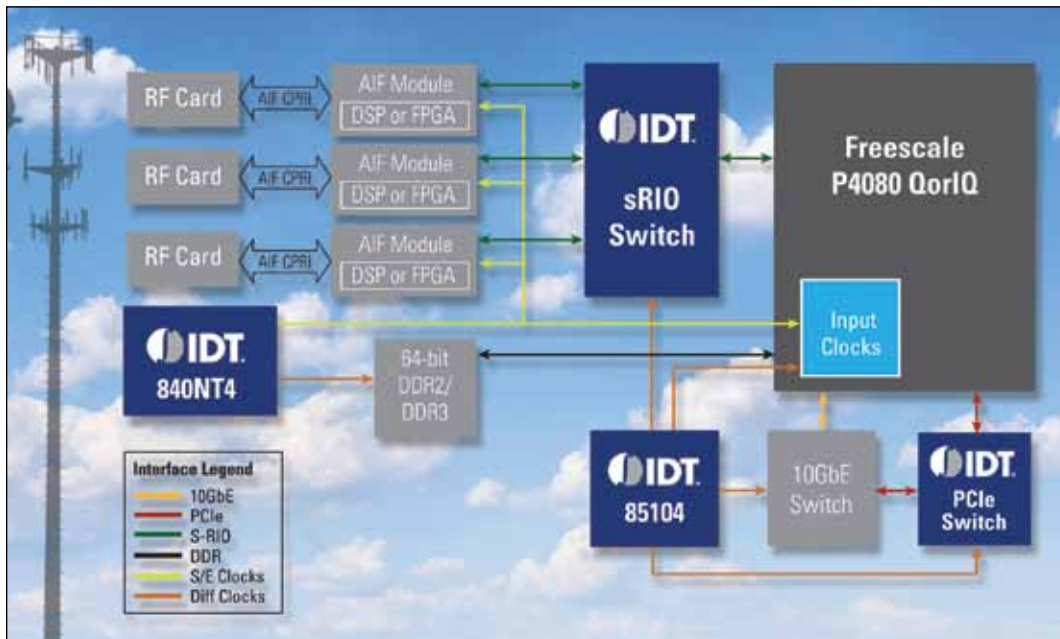 RF Card
AIF CPRI
AIF Module
DSP or FPGA
RF Card
AIF CPRI
AIF Module
DSP or FPGA
RF Card
AIF CPRI
AIF Module
DSP or FPGA
IDT.
sRIO
Switch
Freescale
P4080 QorIQ
Input
Clocks
IDT.
840NT4
64-bit
DDR2/
DDR3
IDT.
85104
10GbE
Switch
IDT.
PCIe
Switch
Interface Legend
10GbE
PCIe
S-RIO
DDR
S/E Clocks
Diff Clocks